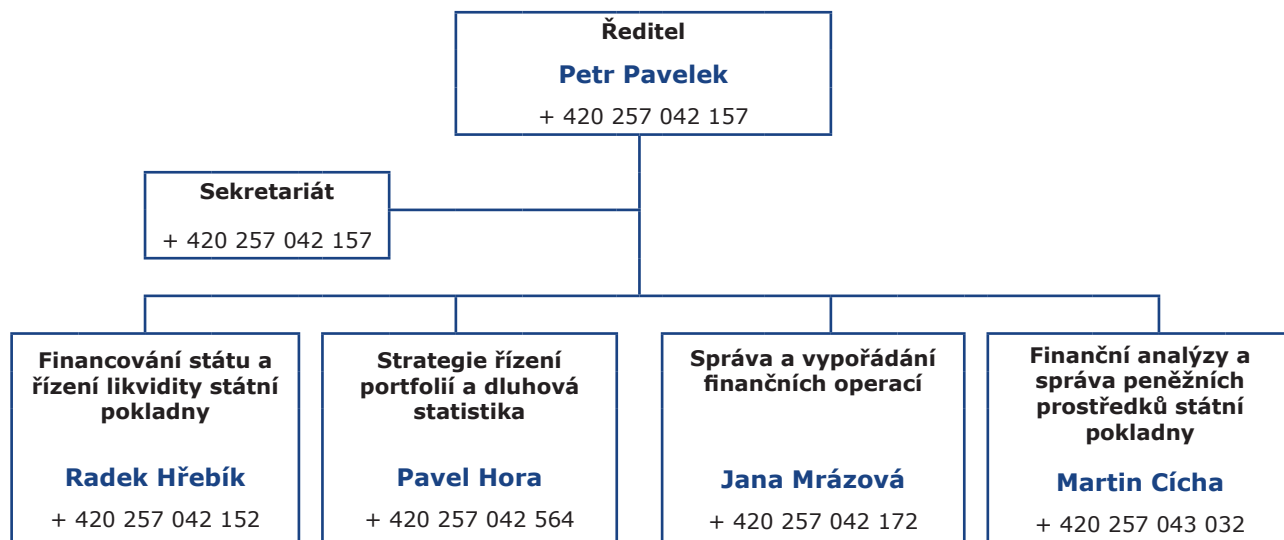 Ředitel
Petr Pavelek
+ 420 257 042 157
Sekretariát
+ 420 257 042 157
Financování státu a
řízení likvidity státní
pokladny
Radek Hřebík
+ 420 257 042 152
Strategie řízení
portfolií a dluhová
statistika
Pavel Hora
+ 420 257 042 564
Správa a vypořádání
finančních operací
Jana Mrázová
+ 420 257 042 172
Finanční analýzy a
správa peněžních
prostředků státní
pokladny
Martin Cícha
+ 420 257 043 032